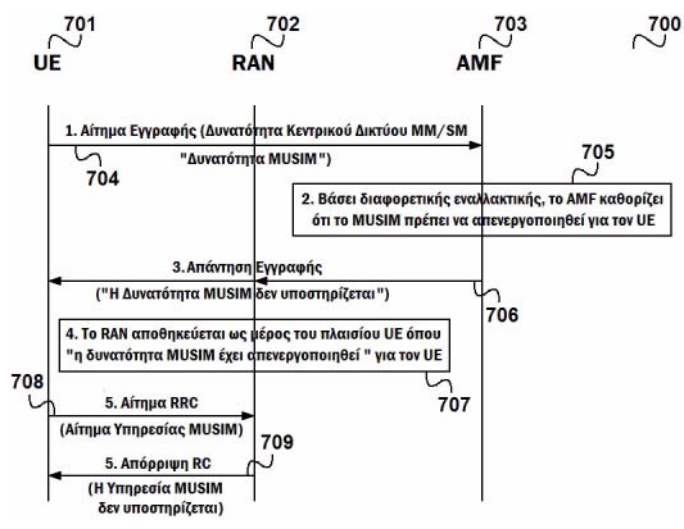 701
702
703
700
UE
RAN
AMF
1. Αίτημα Εγγραφής (Δυνατότητα Κεντρικού Δικτύου MM/SM
"Δυνατότητα MUSIM")
704
705
2. Βάσει διαφορετικής εναλλακτικής, το AMF καθορίζει
ότι το MUSIM πρέπει να απενεργοποιηθεί για τον UE
3. Απάντηση Εγγραφής
("Η Δυνατότητα MUSIM δεν υποστηρίζεται")
706
4. Το RAN αποθηκεύεται ως μέρος του πλαισίου UE όπου
"η δυνατότητα MUSIM έχει απενεργοποιηθεί " για τον UE
707
708
5. Αίτημα RRC
(Αίτημα Υπηρεσίας MUSIM)
709
5. Απόρριψη RC
(Η Υπηρεσία MUSIM
δεν υποστηρίζεται)